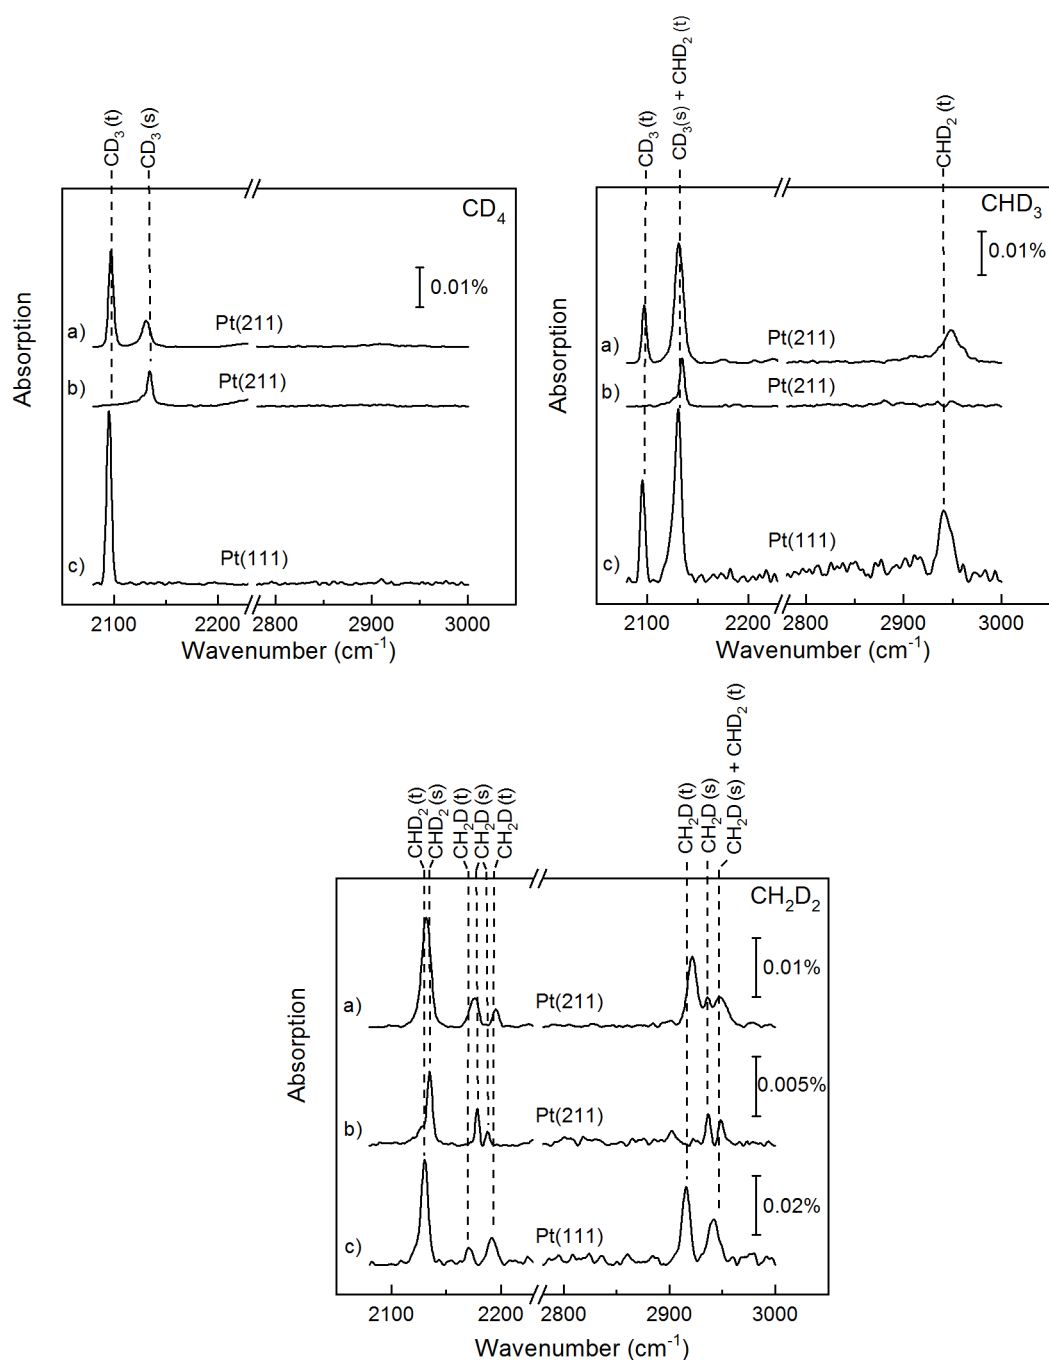 CD₃ (t)
CD₃ (s)
CD₄
0.01%
a)
Pt(211)
b)
Pt(211)
c)
Pt(111)
Absorption
2100
2200
2800
2900
3000
Wavenumber (cm⁻¹)
CD₃ (t)
CD₃(s) + CHD₂ (t)
CHD₂ (t)
CHD₃
0.01%
a)
Pt(211)
b)
Pt(211)
c)
Pt(111)
Absorption
2100
2200
2800
2900
3000
Wavenumber (cm⁻¹)
CHD₂ (t)
CHD₂ (s)
CH₂D (t)
CH₂D (s)
CH₂D (t)
CH₂D (t)
CH₂D (s)
CH₂D (s) + CHD₂ (t)
CH₂D₂
0.01%
a)
Pt(211)
0.005%
b)
Pt(211)
0.02%
c)
Pt(111)
Absorption
2100
2200
2800
2900
3000
Wavenumber (cm⁻¹)